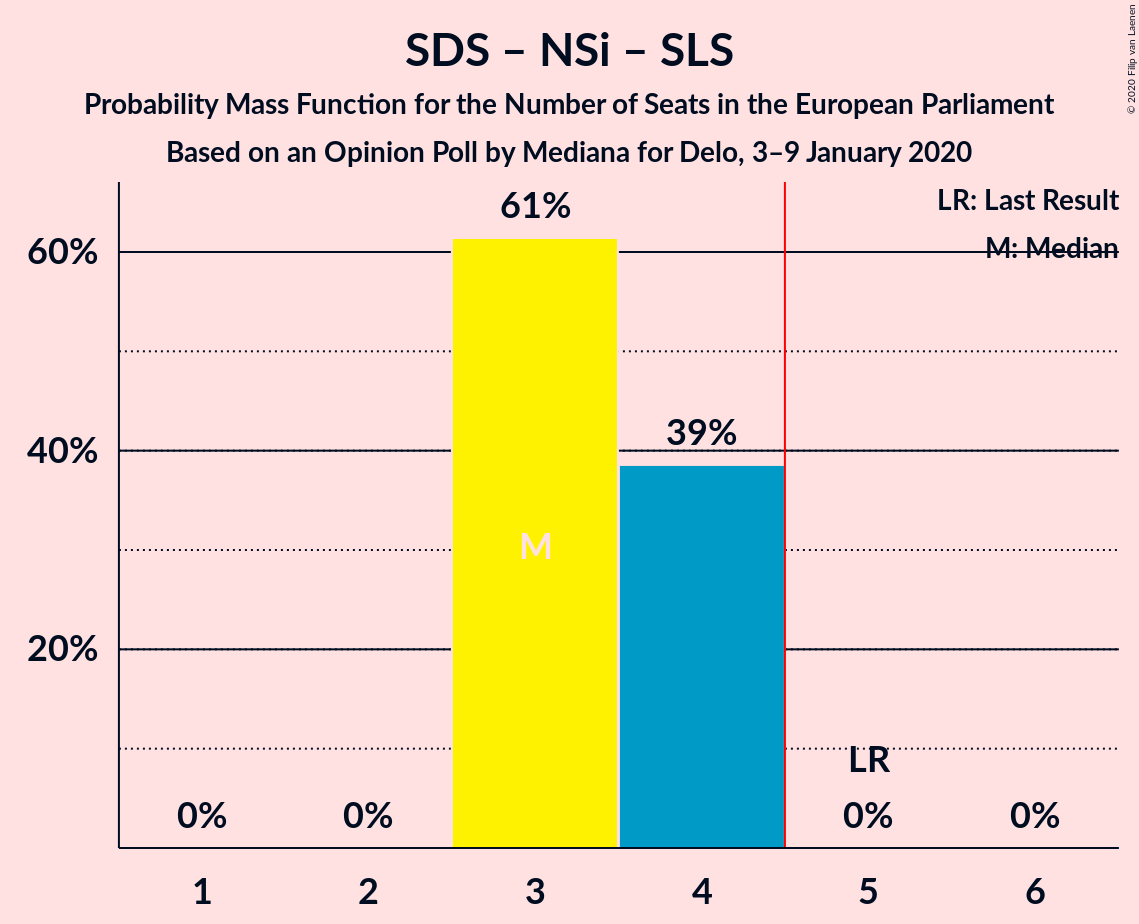 SDS – NSi – SLS
Probability Mass Function for the Number of Seats in the European Parliament
Based on an Opinion Poll by Mediana for Delo, 3–9 January 2020
© 2020 Filip van Laenen
LR: Last Result
M: Median
61%
60%
39%
40%
M
20%
LR
0%
0%
0%
0%
1
2
3
4
5
6